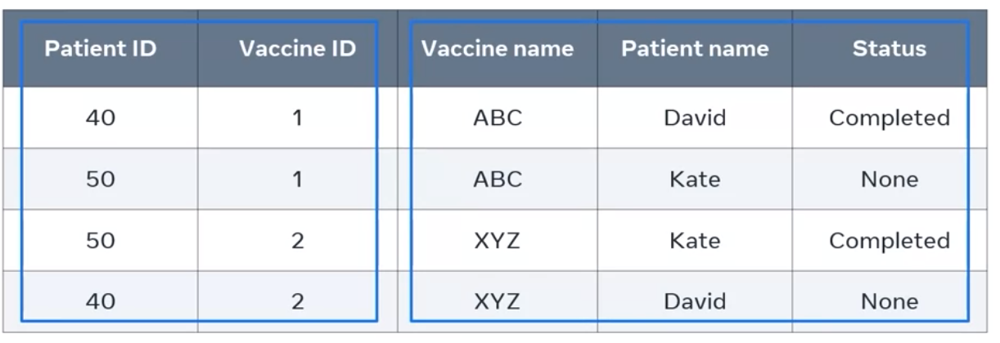 Patient ID Vaccine ID Vaccine name Patient name Status
40 1 ABC David Completed
50 1 ABC Kate None
50 2 XYZ Kate Completed
40 2 XYZ David None